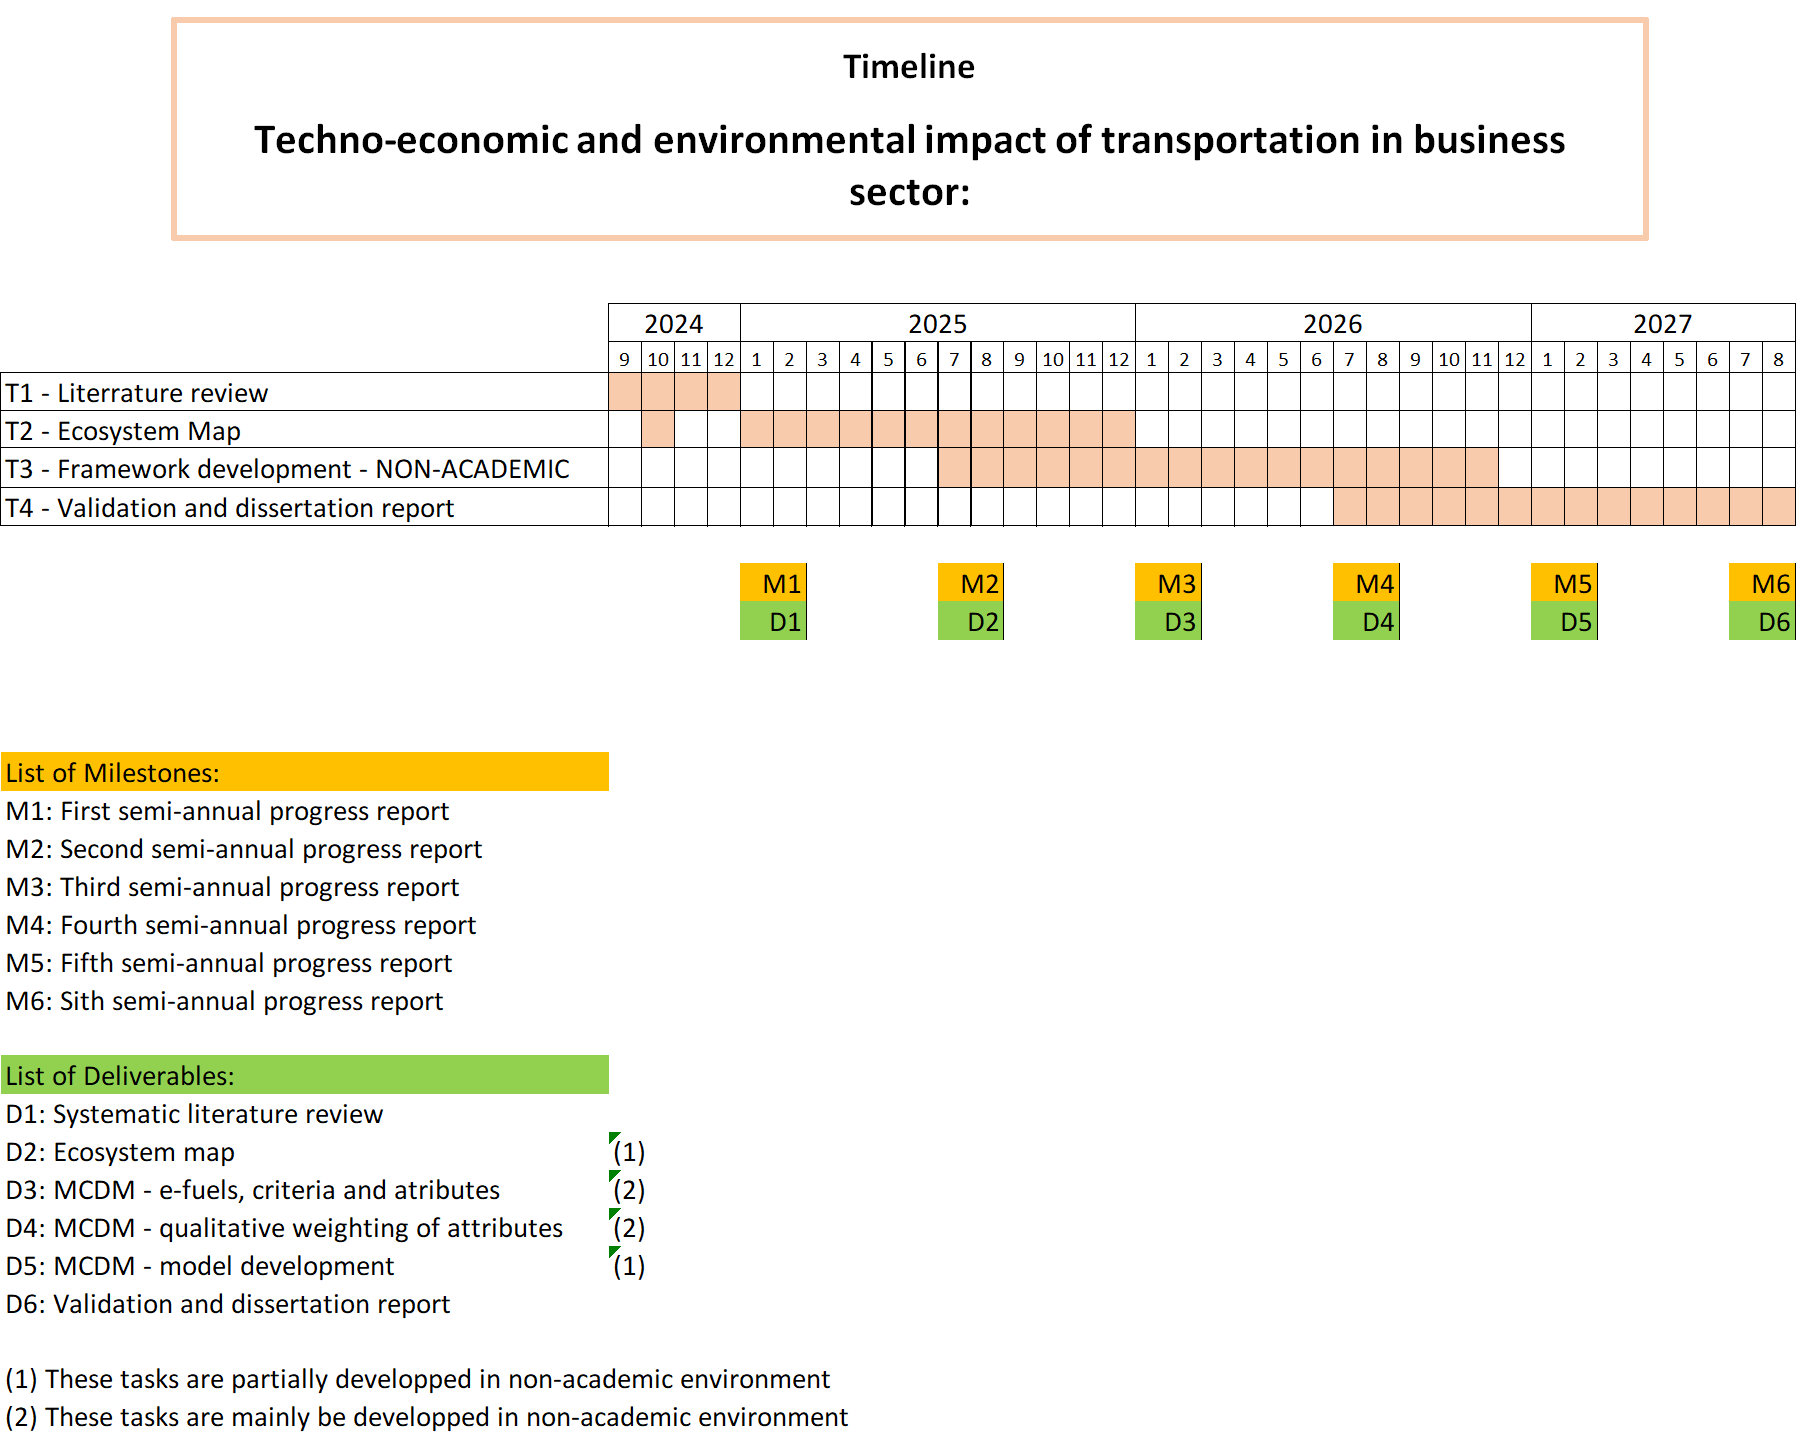 Timeline
Techno-economic and environmental impact of transportation in business
sector:
2024 2025 2026 2027
9 10 11 12 1 2 3 4 5 6 7 8 9 10 11 12 1 2 3 4 5 6 7 8 9 10 11 12 1 2 3 4 5 6 7 8
T1 - Literrature review
T2 - Ecosystem Map
T3 - Framework development - NON-ACADEMIC
T4 - Validation and dissertation report
M1 M2 M3 M4 M5 M6
D1 D2 D3 D4 D5 D6
List of Milestones:
M1: First semi-annual progress report
M2: Second semi-annual progress report
M3: Third semi-annual progress report
M4: Fourth semi-annual progress report
M5: Fifth semi-annual progress report
M6: Sith semi-annual progress report
List of Deliverables:
D1: Systematic literature review
D2: Ecosystem map (1)
D3: MCDM - e-fuels, criteria and atributes (2)
D4: MCDM - qualitative weighting of attributes (2)
D5: MCDM - model development (1)
D6: Validation and dissertation report
(1) These tasks are partially developped in non-academic environment
(2) These tasks are mainly be developped in non-academic environment